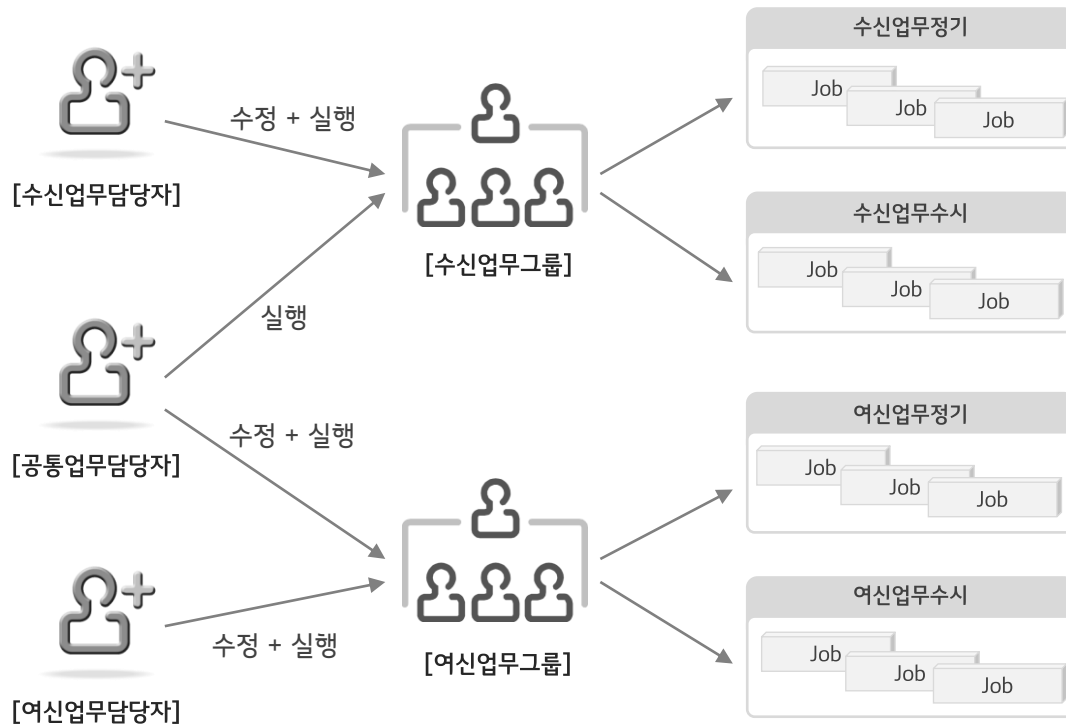 수신업무정기
Job
Job
Job
수정 + 실행
[수신업무담당자]
수신업무수시
[수신업무그룹]
Job
Job
Job
실행
여신업무정기
수정 + 실행
[공통업무담당자]
Job
Job
Job
여신업무수시
수정 + 실행
[여신업무그룹]
Job
Job
Job
[여신업무담당자]